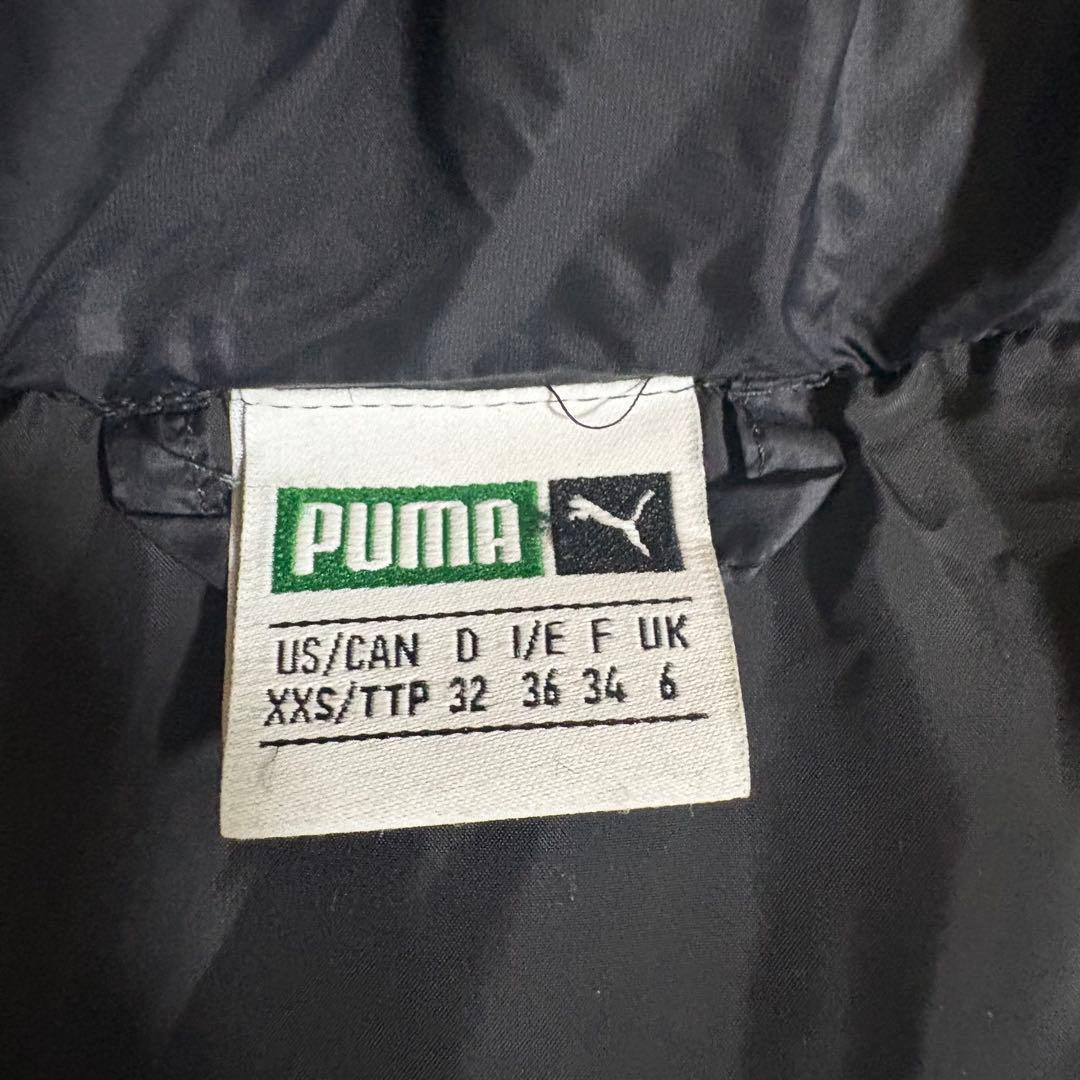 PUMA
US/CAN D I/E F UK
XXS/TTP 32 36 34 6